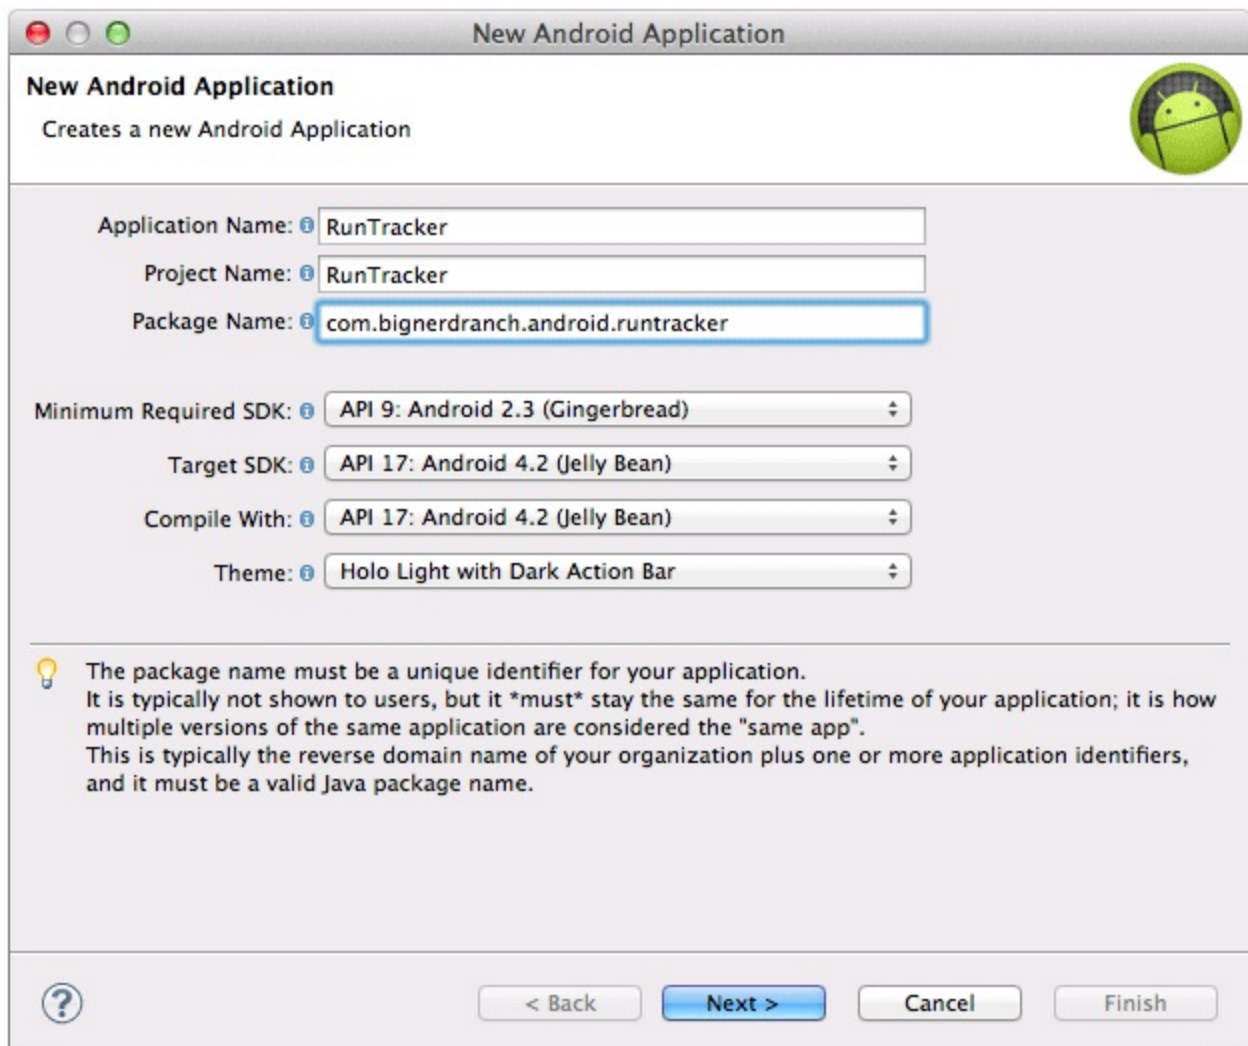 New Android Application
New Android Application
Creates a new Android Application
Application Name: RunTracker
Project Name: RunTracker
Package Name: com.bignerdranch.android.runtracker
Minimum Required SDK: API 9: Android 2.3 (Gingerbread)
Target SDK: API 17: Android 4.2 (Jelly Bean)
Compile With: API 17: Android 4.2 (Jelly Bean)
Theme: Holo Light with Dark Action Bar
The package name must be a unique identifier for your application.
It is typically not shown to users, but it *must* stay the same for the lifetime of your application; it is how
multiple versions of the same application are considered the "same app".
This is typically the reverse domain name of your organization plus one or more application identifiers,
and it must be a valid Java package name.
? < Back Next > Cancel Finish